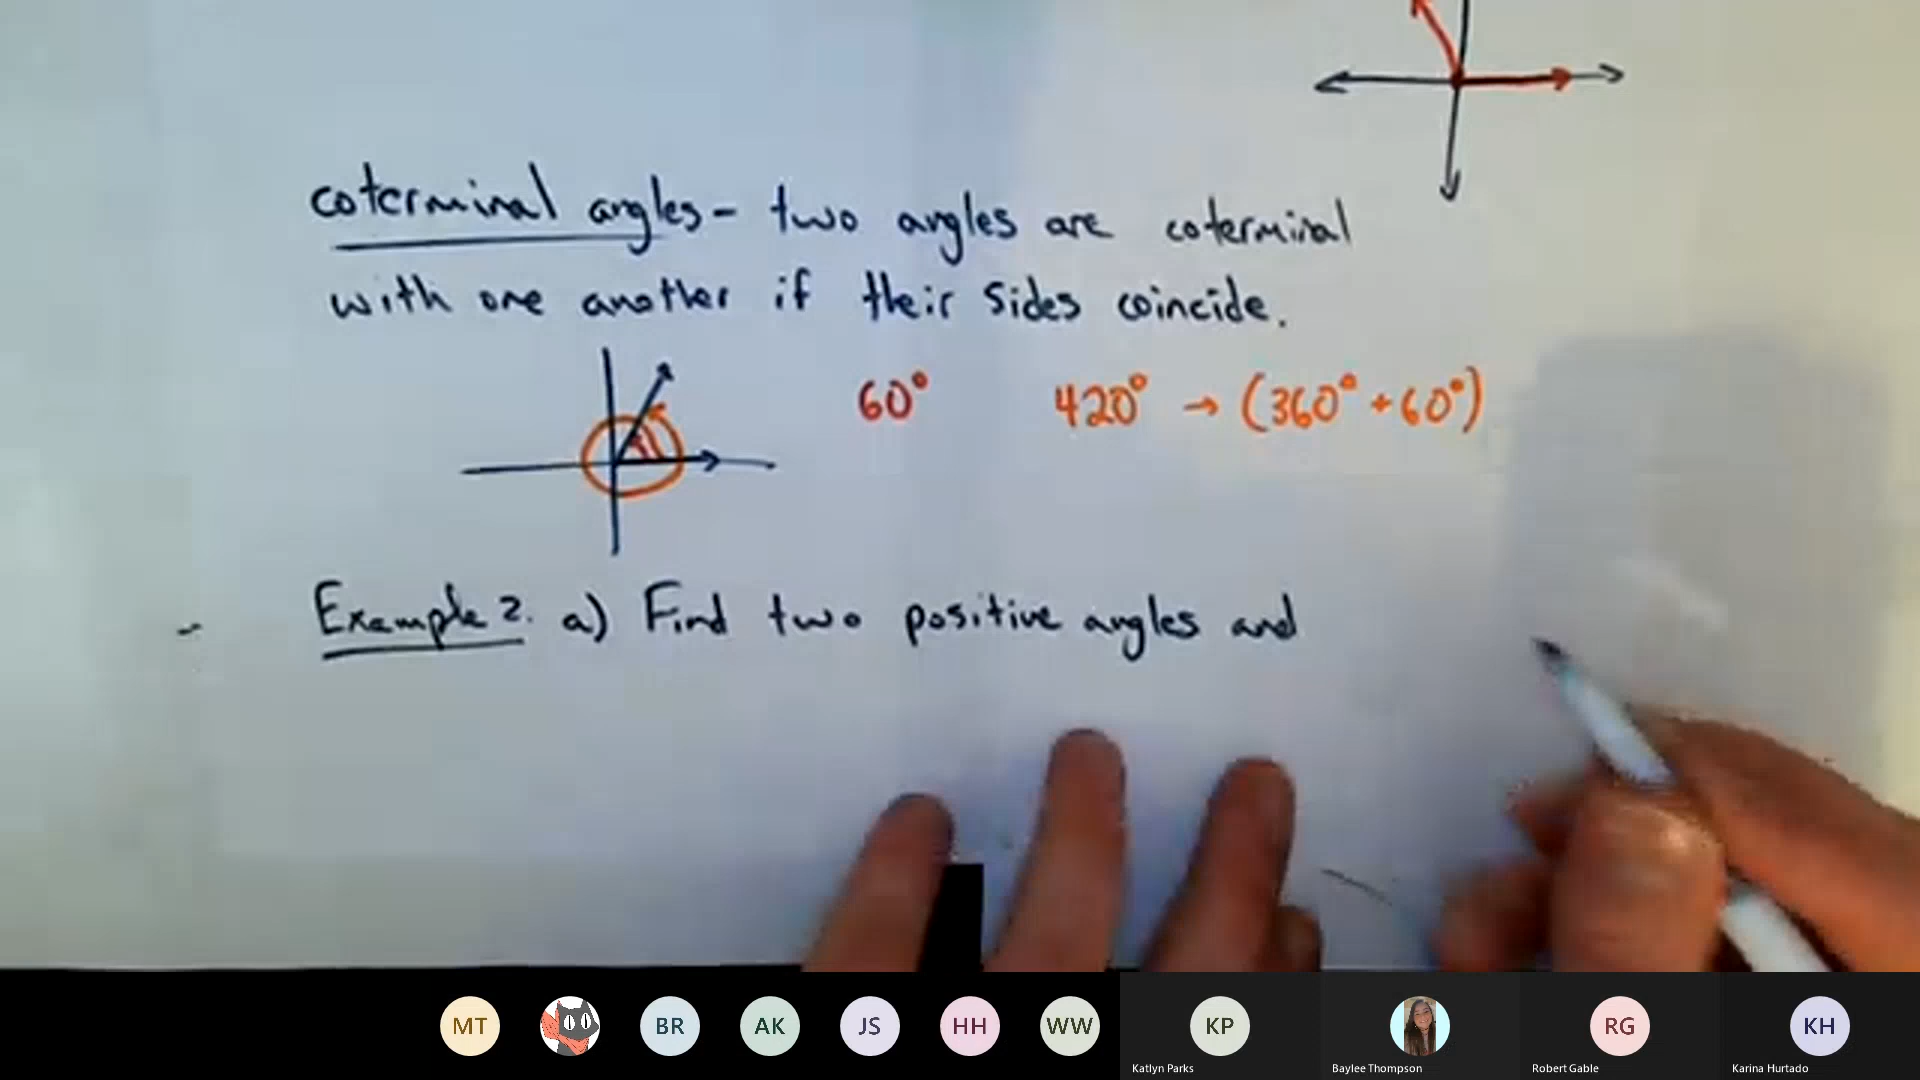 coterminal angles- two angles are coterminal
with one another if their sides coincide.
60° 420° → (360° + 60°)
Example 2. a) Find two positive angles and
MT BR AK JS HH WW KP RG KH
Katlyn Parks Baylee Thompson Robert Gable Karina Hurtado